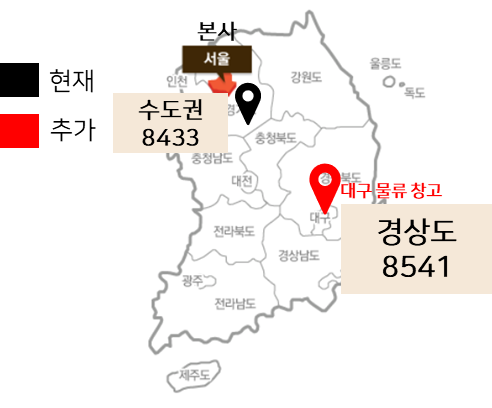 본사
서울
현재
추가
인천
강원도
울릉도
독도
수도권
8433
충청북도
충청남도
대전
대구 물류 창고
대구
경상도
8541
전라북도
경상남도
광주
전라남도
제주도